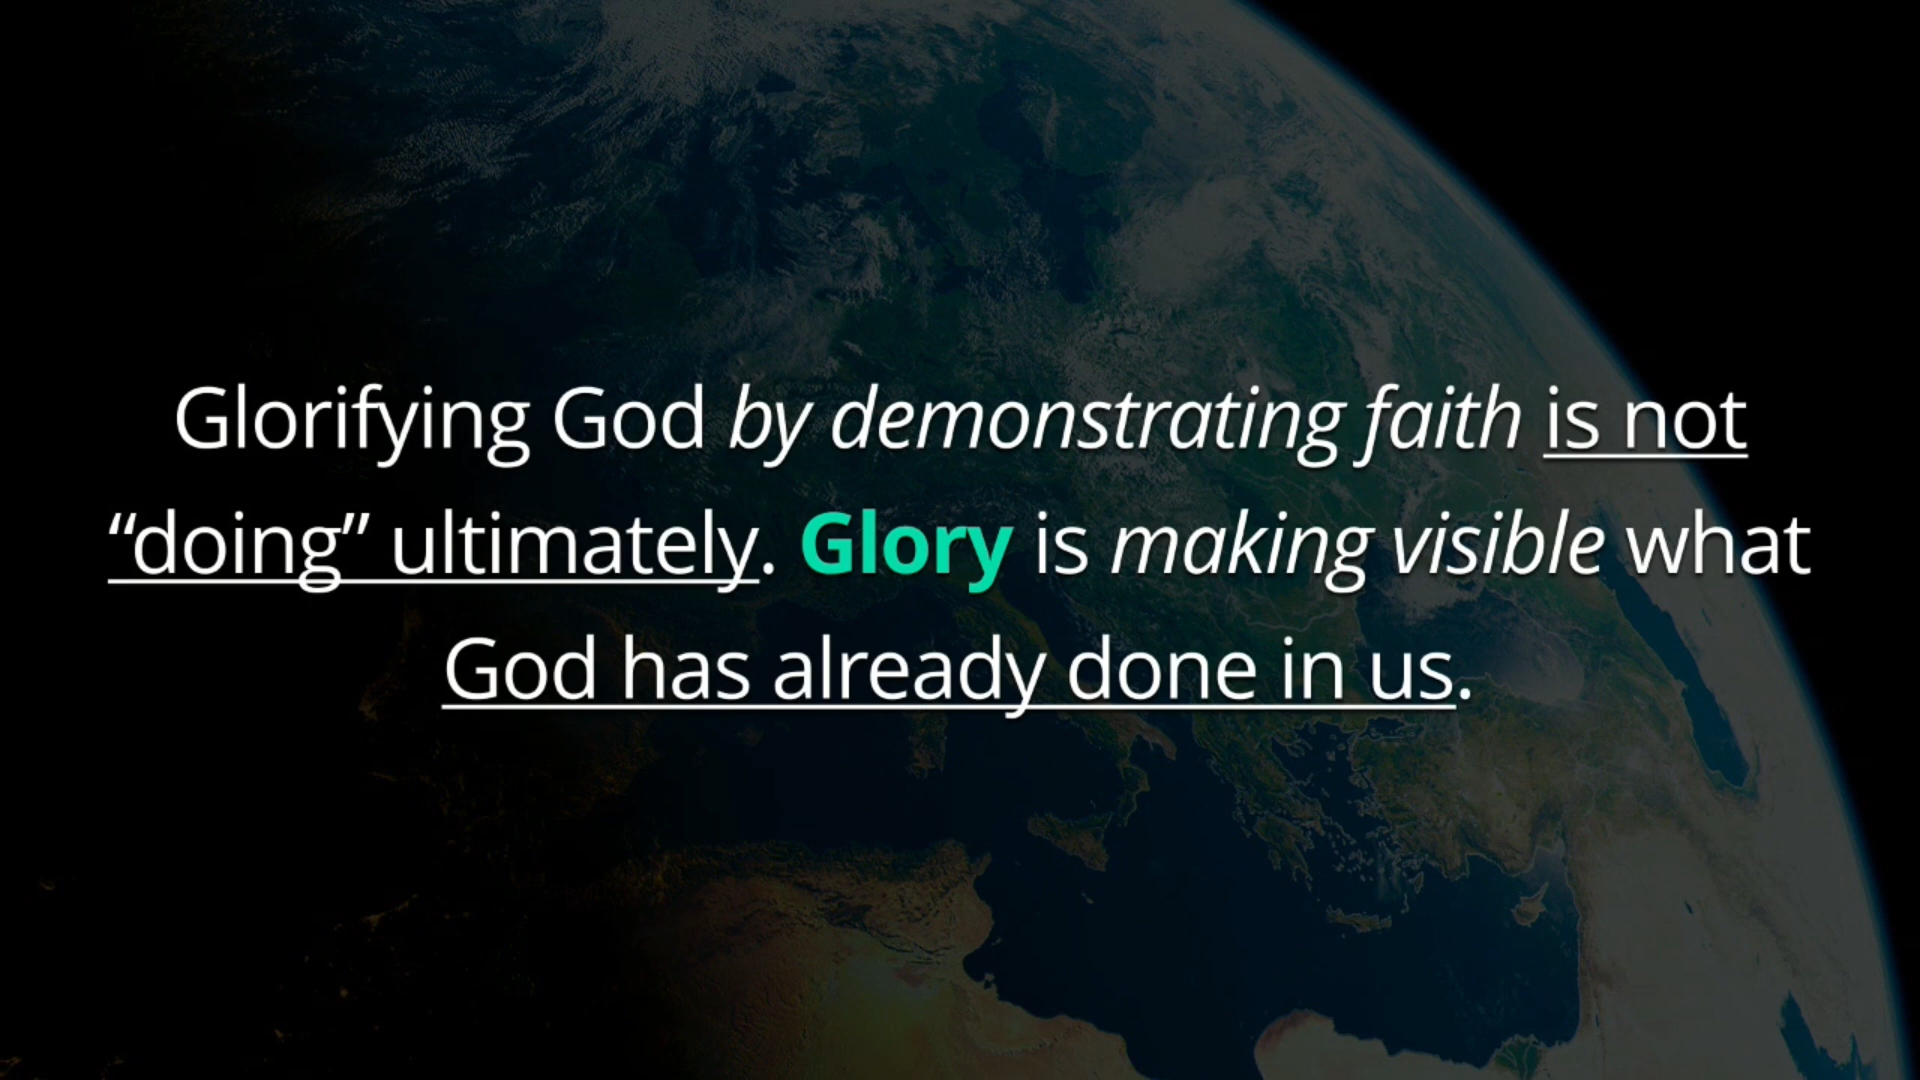 Glorifying God by demonstrating faith is not
“doing” ultimately. Glory is making visible what
God has already done in us.